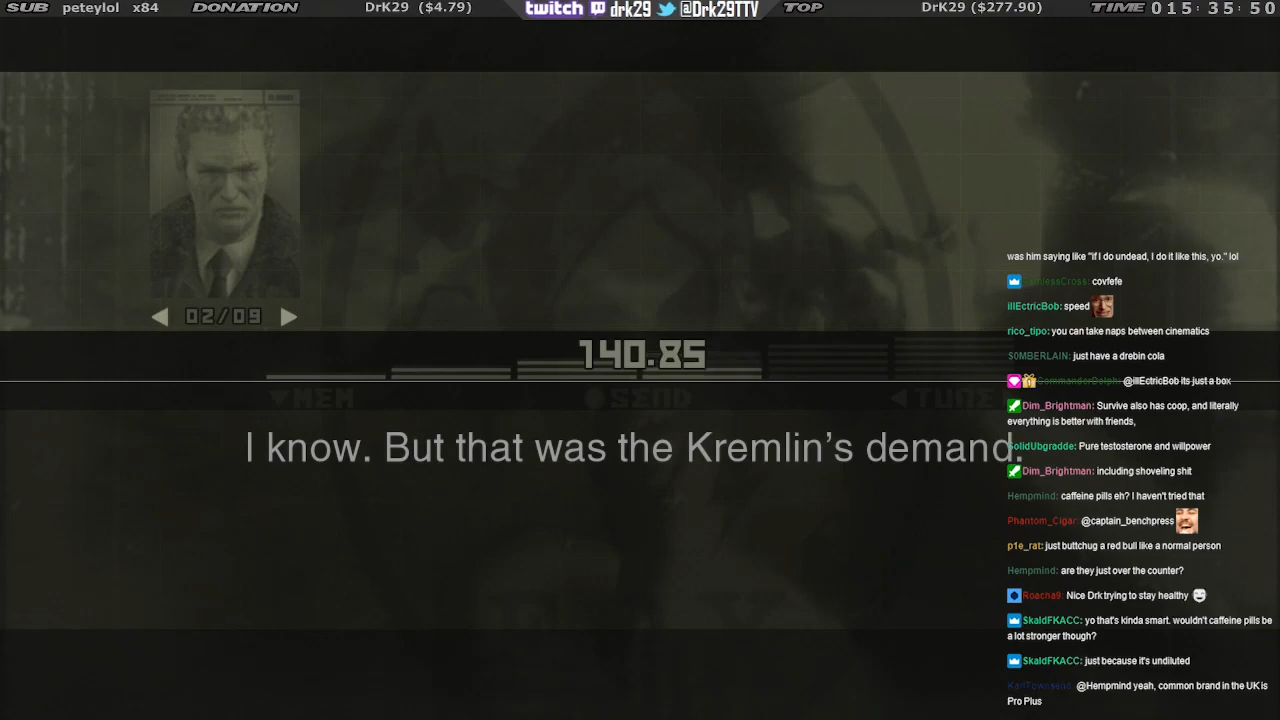 SUB peteylol x84 DONATION DrK29 ($4.79) twitch drk29 @Drk29TTV TOP DrK29 ($277.90) TIME 015:35:50
02/09
140.85
MEM SEND TUNE
I know. But that was the Kremlin's demand.
was him saying like "if I do undead, I do it like this, yo." lol
covfefe
illEctricBob: speed
rico_tipo: you can take naps between cinematics
S0MBERLAIN: just have a drebin cola
@illEctricBob its just a box
Dim_Brightman: Survive also has coop, and literally
everything is better with friends,
SolidUbgradde: Pure testosterone and willpower
Dim_Brightman: including shoveling shit
Hempmind: caffeine pills eh? I haven't tried that
Phantom_Cigar: @captain_benchpress
p1e_rat: just buttchug a red bull like a normal person
Hempmind: are they just over the counter?
Roacha9: Nice Drk trying to stay healthy
SkaldFKACC: yo that's kinda smart. wouldn't caffeine pills be
a lot stronger though?
SkaldFKACC: just because it's undiluted
KarlTownsend: @Hempmind yeah, common brand in the UK is
Pro Plus